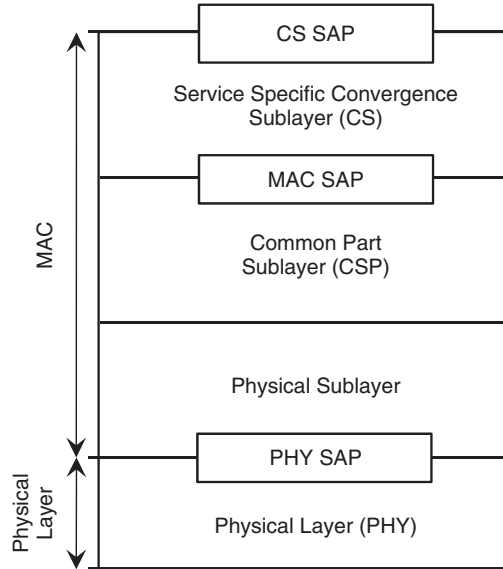 CS SAP
Service Specific Convergence
Sublayer (CS)
MAC SAP
Common Part
Sublayer (CSP)
MAC
Physical Sublayer
PHY SAP
Physical
Layer
Physical Layer (PHY)